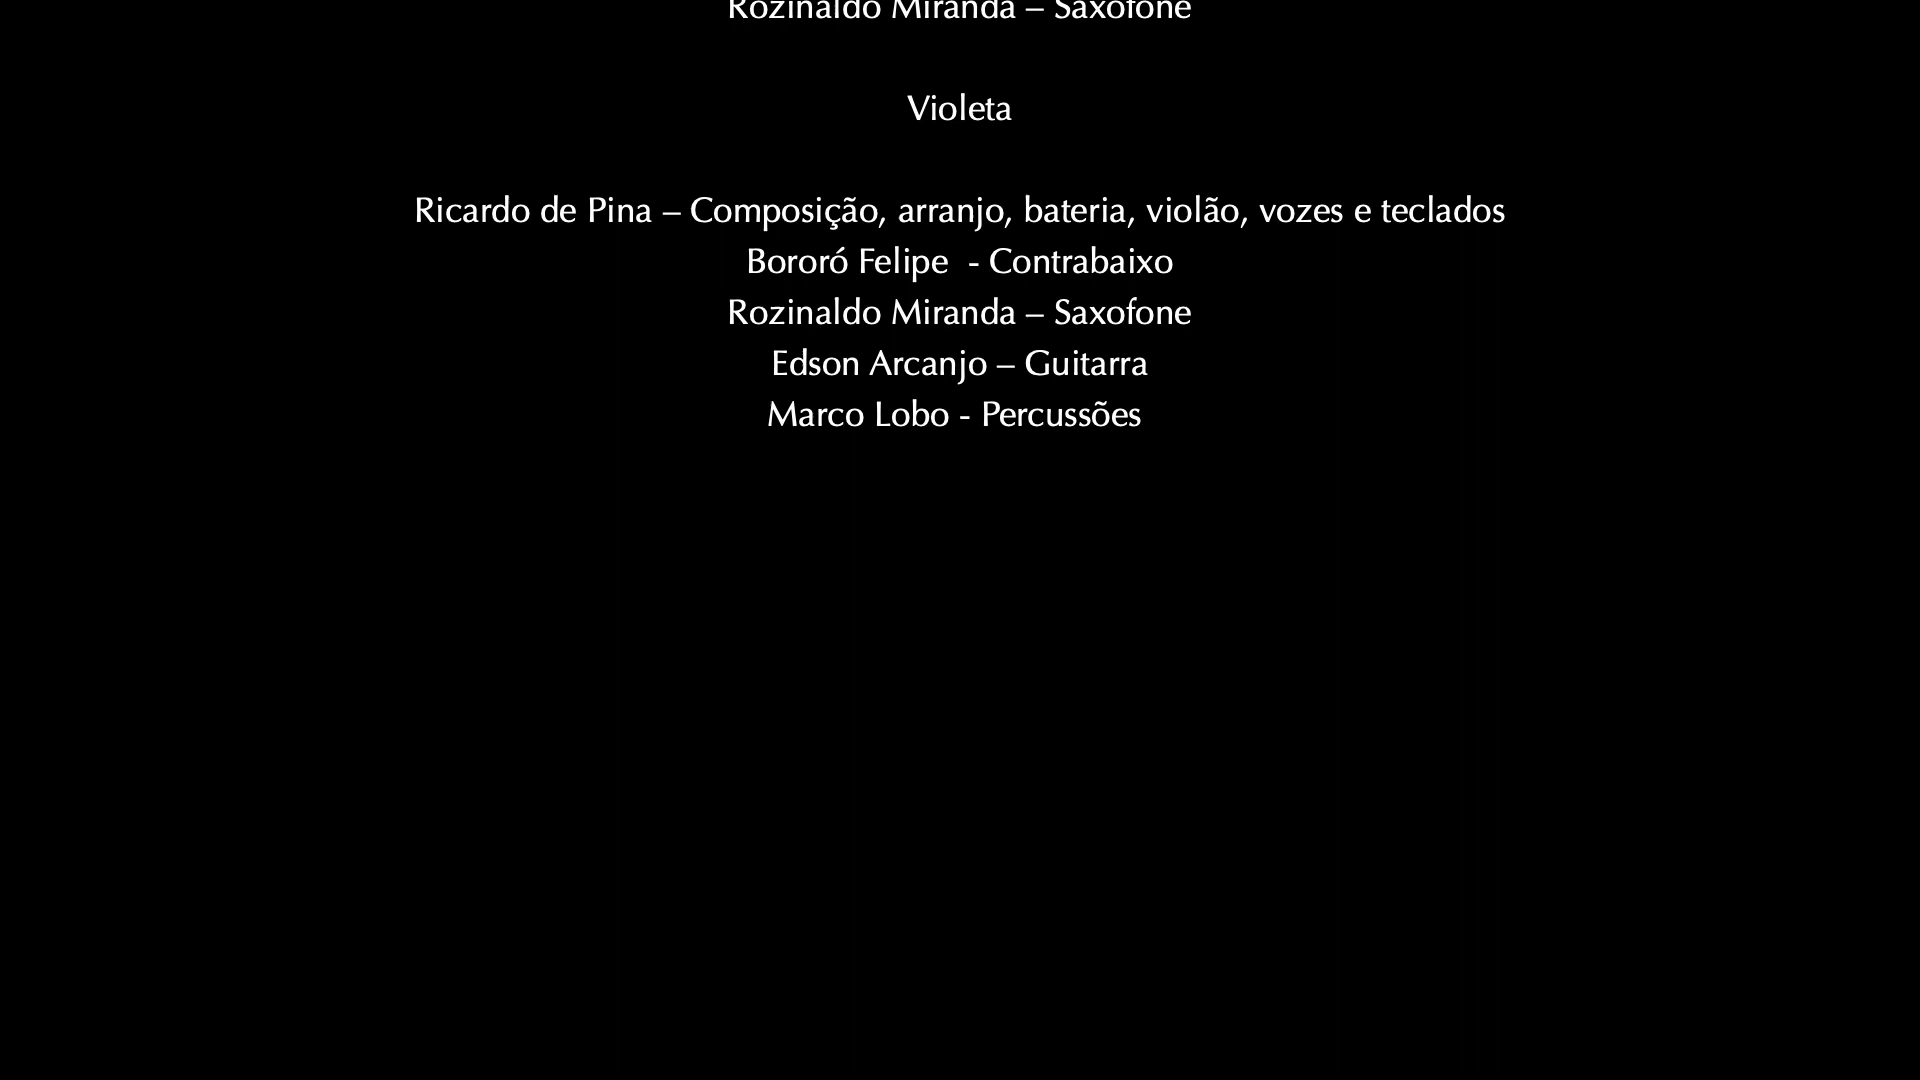 Rozinaldo Miranda – Saxofone
Violeta
Ricardo de Pina – Composição, arranjo, bateria, violão, vozes e teclados
Bororó Felipe  - Contrabaixo
Rozinaldo Miranda – Saxofone
Edson Arcanjo – Guitarra
Marco Lobo - Percussões